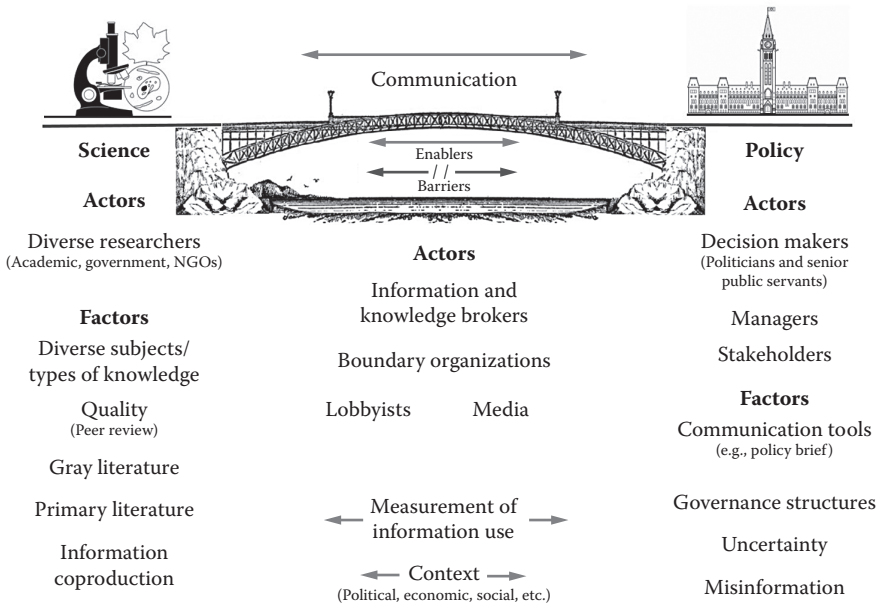 Communication
Enablers
//
Barriers
Science
Actors
Diverse researchers
(Academic, government, NGOs)
Factors
Diverse subjects/
types of knowledge
Quality
(Peer review)
Gray literature
Primary literature
Information
coproduction
Actors
Information and
knowledge brokers
Boundary organizations
Lobbyists
Media
Measurement of
information use
Context
(Political, economic, social, etc.)
Policy
Actors
Decision makers
(Politicians and senior
public servants)
Managers
Stakeholders
Factors
Communication tools
(e.g., policy brief)
Governance structures
Uncertainty
Misinformation